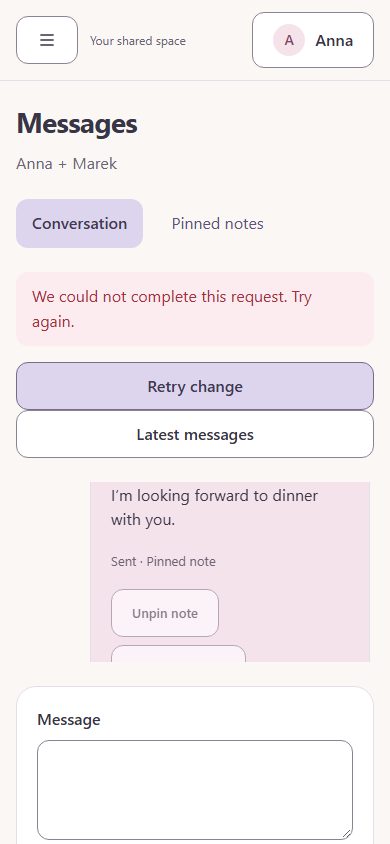 Your shared space
A Anna
Messages
Anna + Marek
Conversation Pinned notes
We could not complete this request. Try
again.
Retry change
Latest messages
I’m looking forward to dinner
with you.
Sent · Pinned note
Unpin note
Message